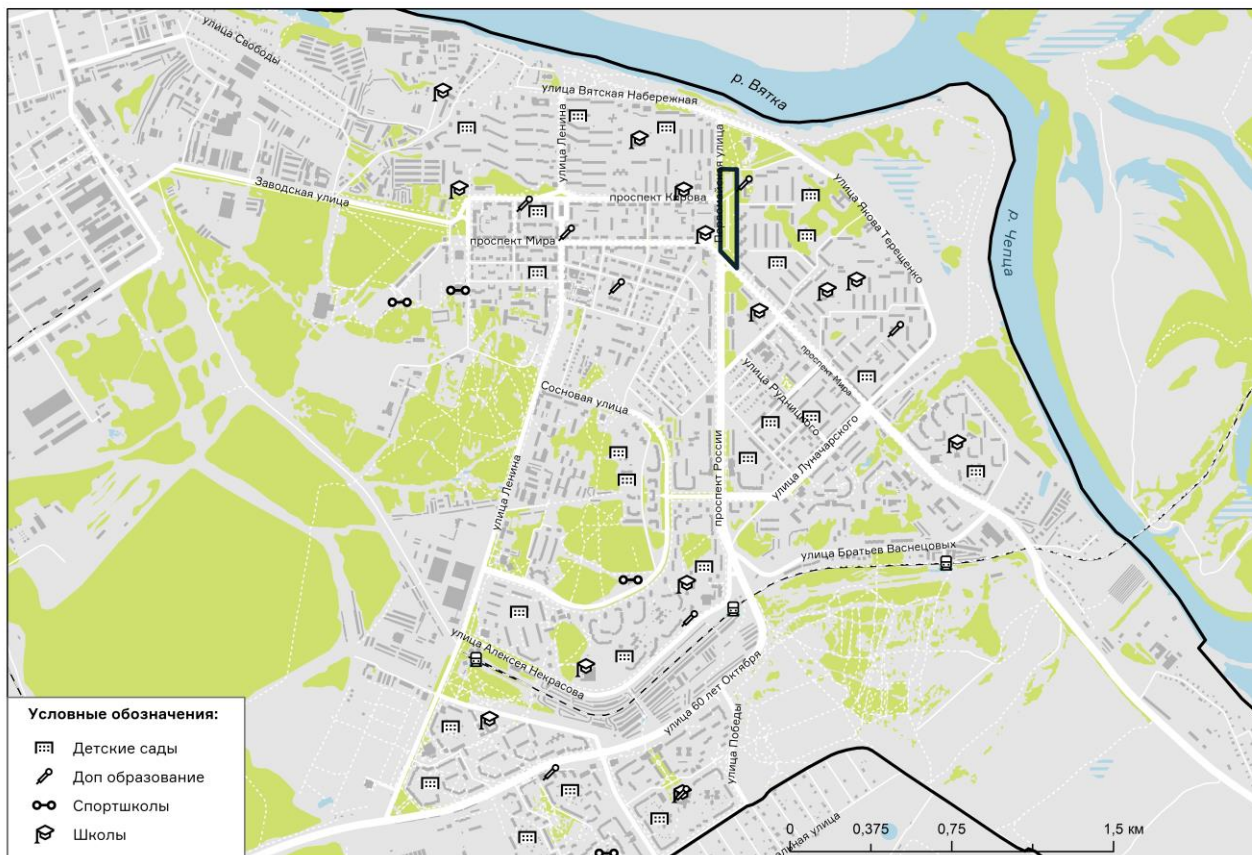 улица Свободы
р. Вятка
улица Вятская Набережная
улица Ленина
улица
Заводская улица
проспект Кирова
улица Якова Терещенко
р. Чепца
проспект Мира
проспект Мира
улица Рудницкого
Сосновая улица
улица Луначарского
проспект России
улица Ленина
улица Братьев Васнецовых
улица Алексея Некрасова
улица 60 лет Октября
улица Победы
улица
Условные обозначения:
Детские сады
Доп образование
Спортшколы
Школы
0 0,375 0,75 1,5 км